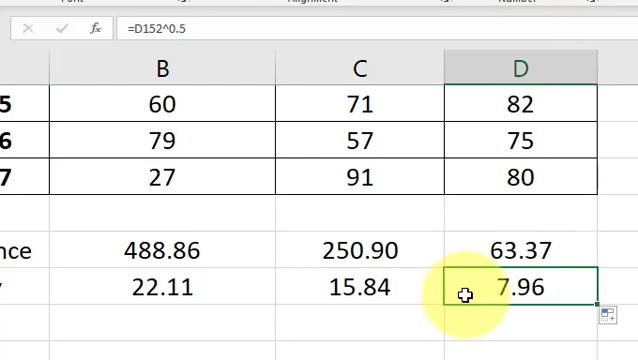 =D152^0.5
B C D
5 60 71 82
6 79 57 75
7 27 91 80
nce 488.86 250.90 63.37
22.11 15.84 7.96